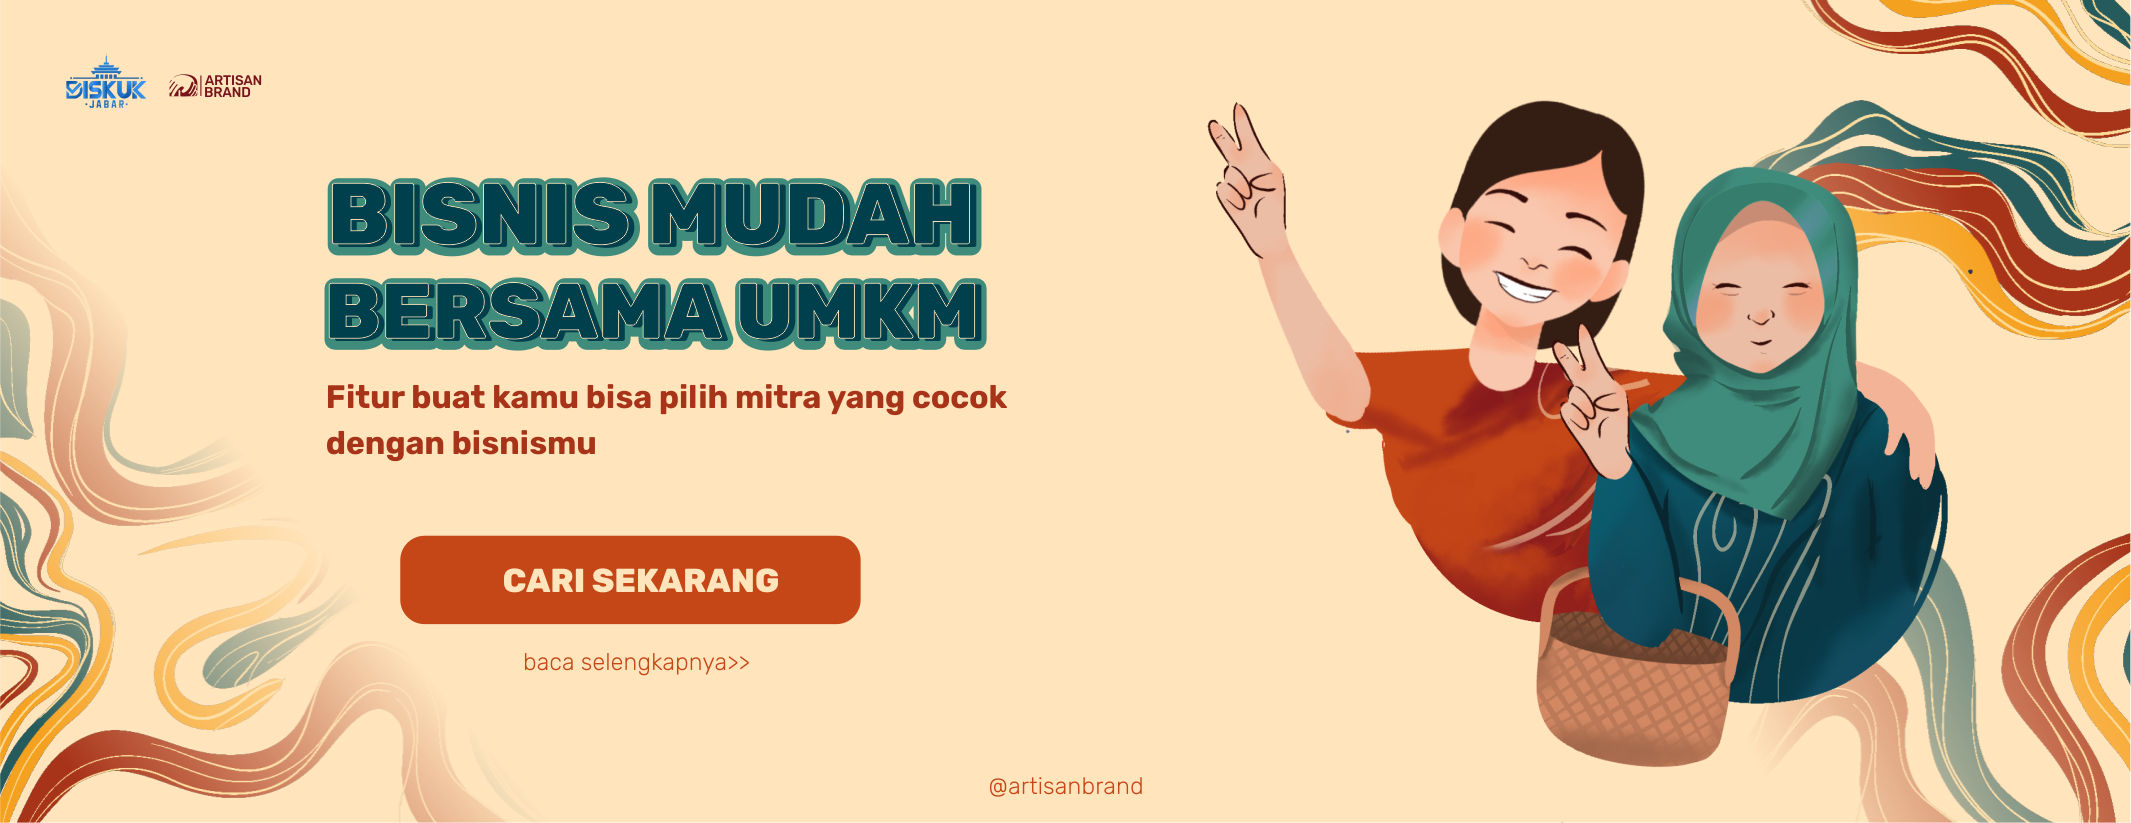 DISKUK
JABAR
ARTISAN
BRAND
BISNIS MUDAH
BERSAMA UMKM
Fitur buat kamu bisa pilih mitra yang cocok
dengan bisnismu
CARI SEKARANG
baca selengkapnya>>
@artisanbrand